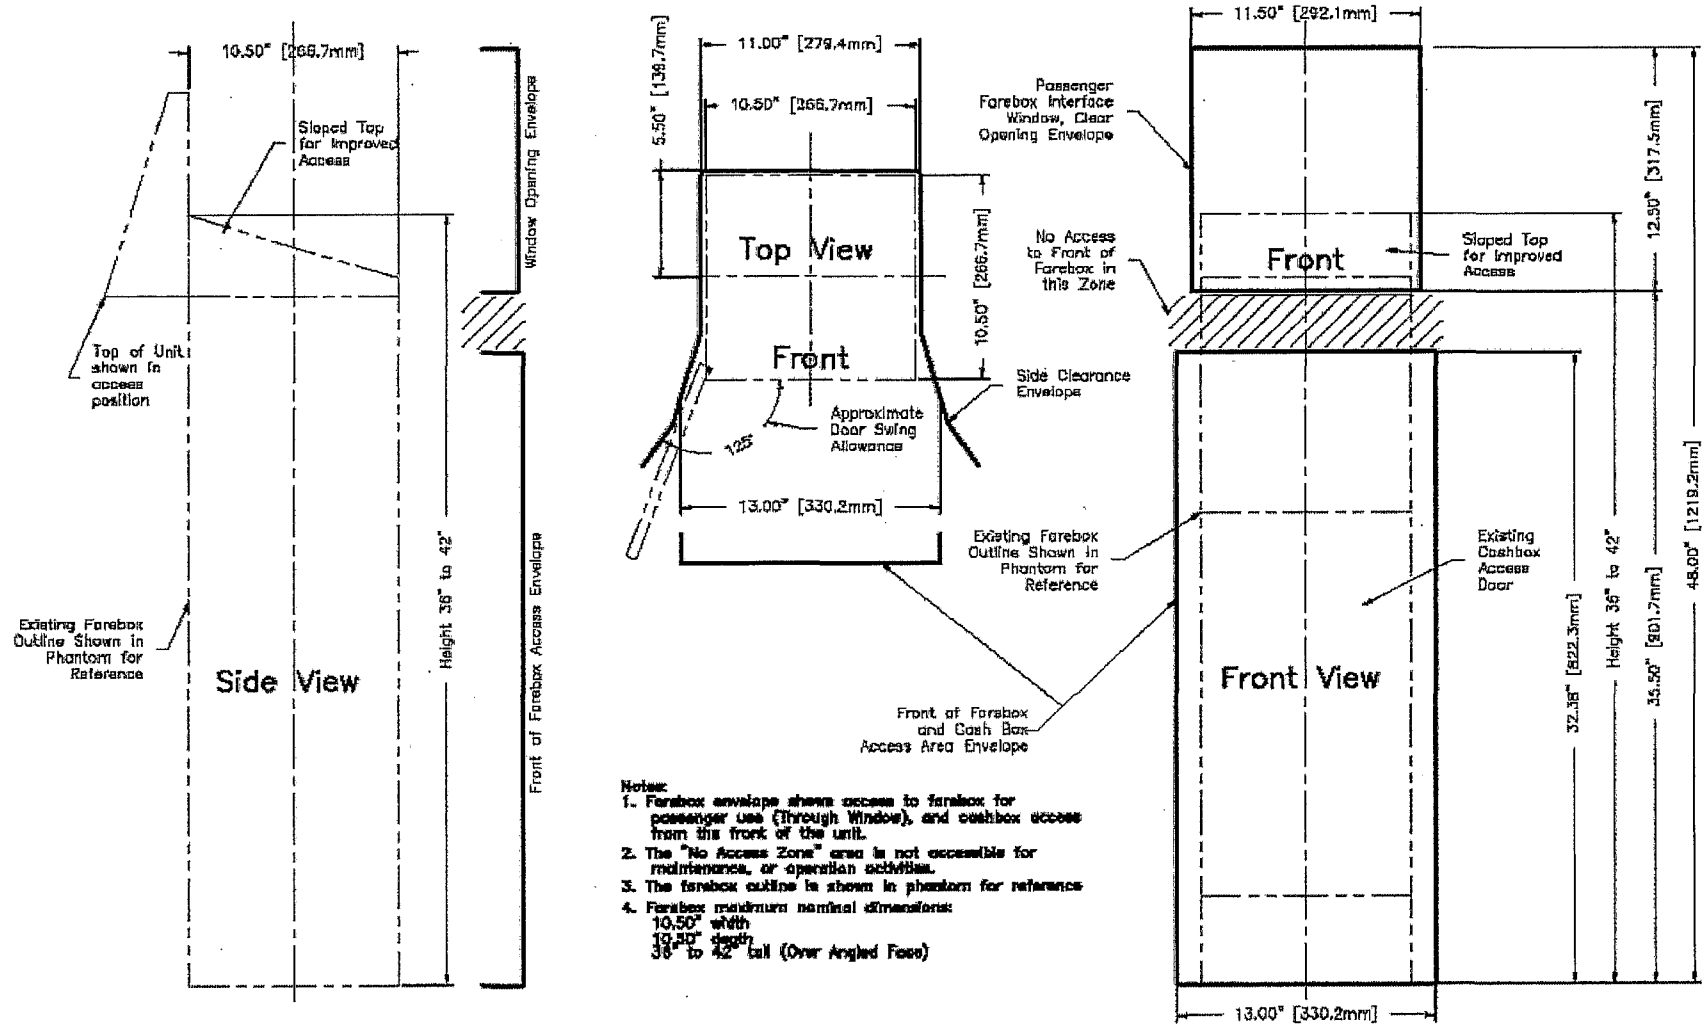 10.50" [266.7mm]
Sloped Top
for Improved
Access
Window Opening Envelope
Top of Unit
shown in
access
position
Height 36" to 42"
Existing Farebox
Outline Shown in
Phantom for
Reference
Side View
Front of Farebox Access Envelope
5.50" [139.7mm]
11.00" [279.4mm]
10.50" [266.7mm]
Top View
10.50" [266.7mm]
Front
Side Clearance
Envelope
Approximate
Door Swing
Allowance
125°
13.00" [330.2mm]
Front of Farebox
and Cash Box
Access Area Envelope
11.50" [292.1mm]
Passenger
Farebox Interface
Window, Clear
Opening Envelope
12.50" [317.5mm]
No Access
to Front of
Farebox in
this Zone
Front
Sloped Top
for Improved
Access
Existing Farebox
Outline Shown in
Phantom for
Reference
Existing
Cashbox
Access
Door
Front View
32.38" [822.3mm]
Height 36" to 42"
35.50" [901.7mm]
48.00" [1219.2mm]
13.00" [330.2mm]
Notes:
1. Farebox envelope shows access to farebox for
passenger use (Through Window), and cashbox access
from the front of the unit.
2. The "No Access Zone" area is not accessible for
maintenance, or operation activities.
3. The farebox outline is shown in phantom for reference
4. Farebox maximum nominal dimensions:
10.50" width
10.50" depth
36" to 42" tall (Over Angled Face)